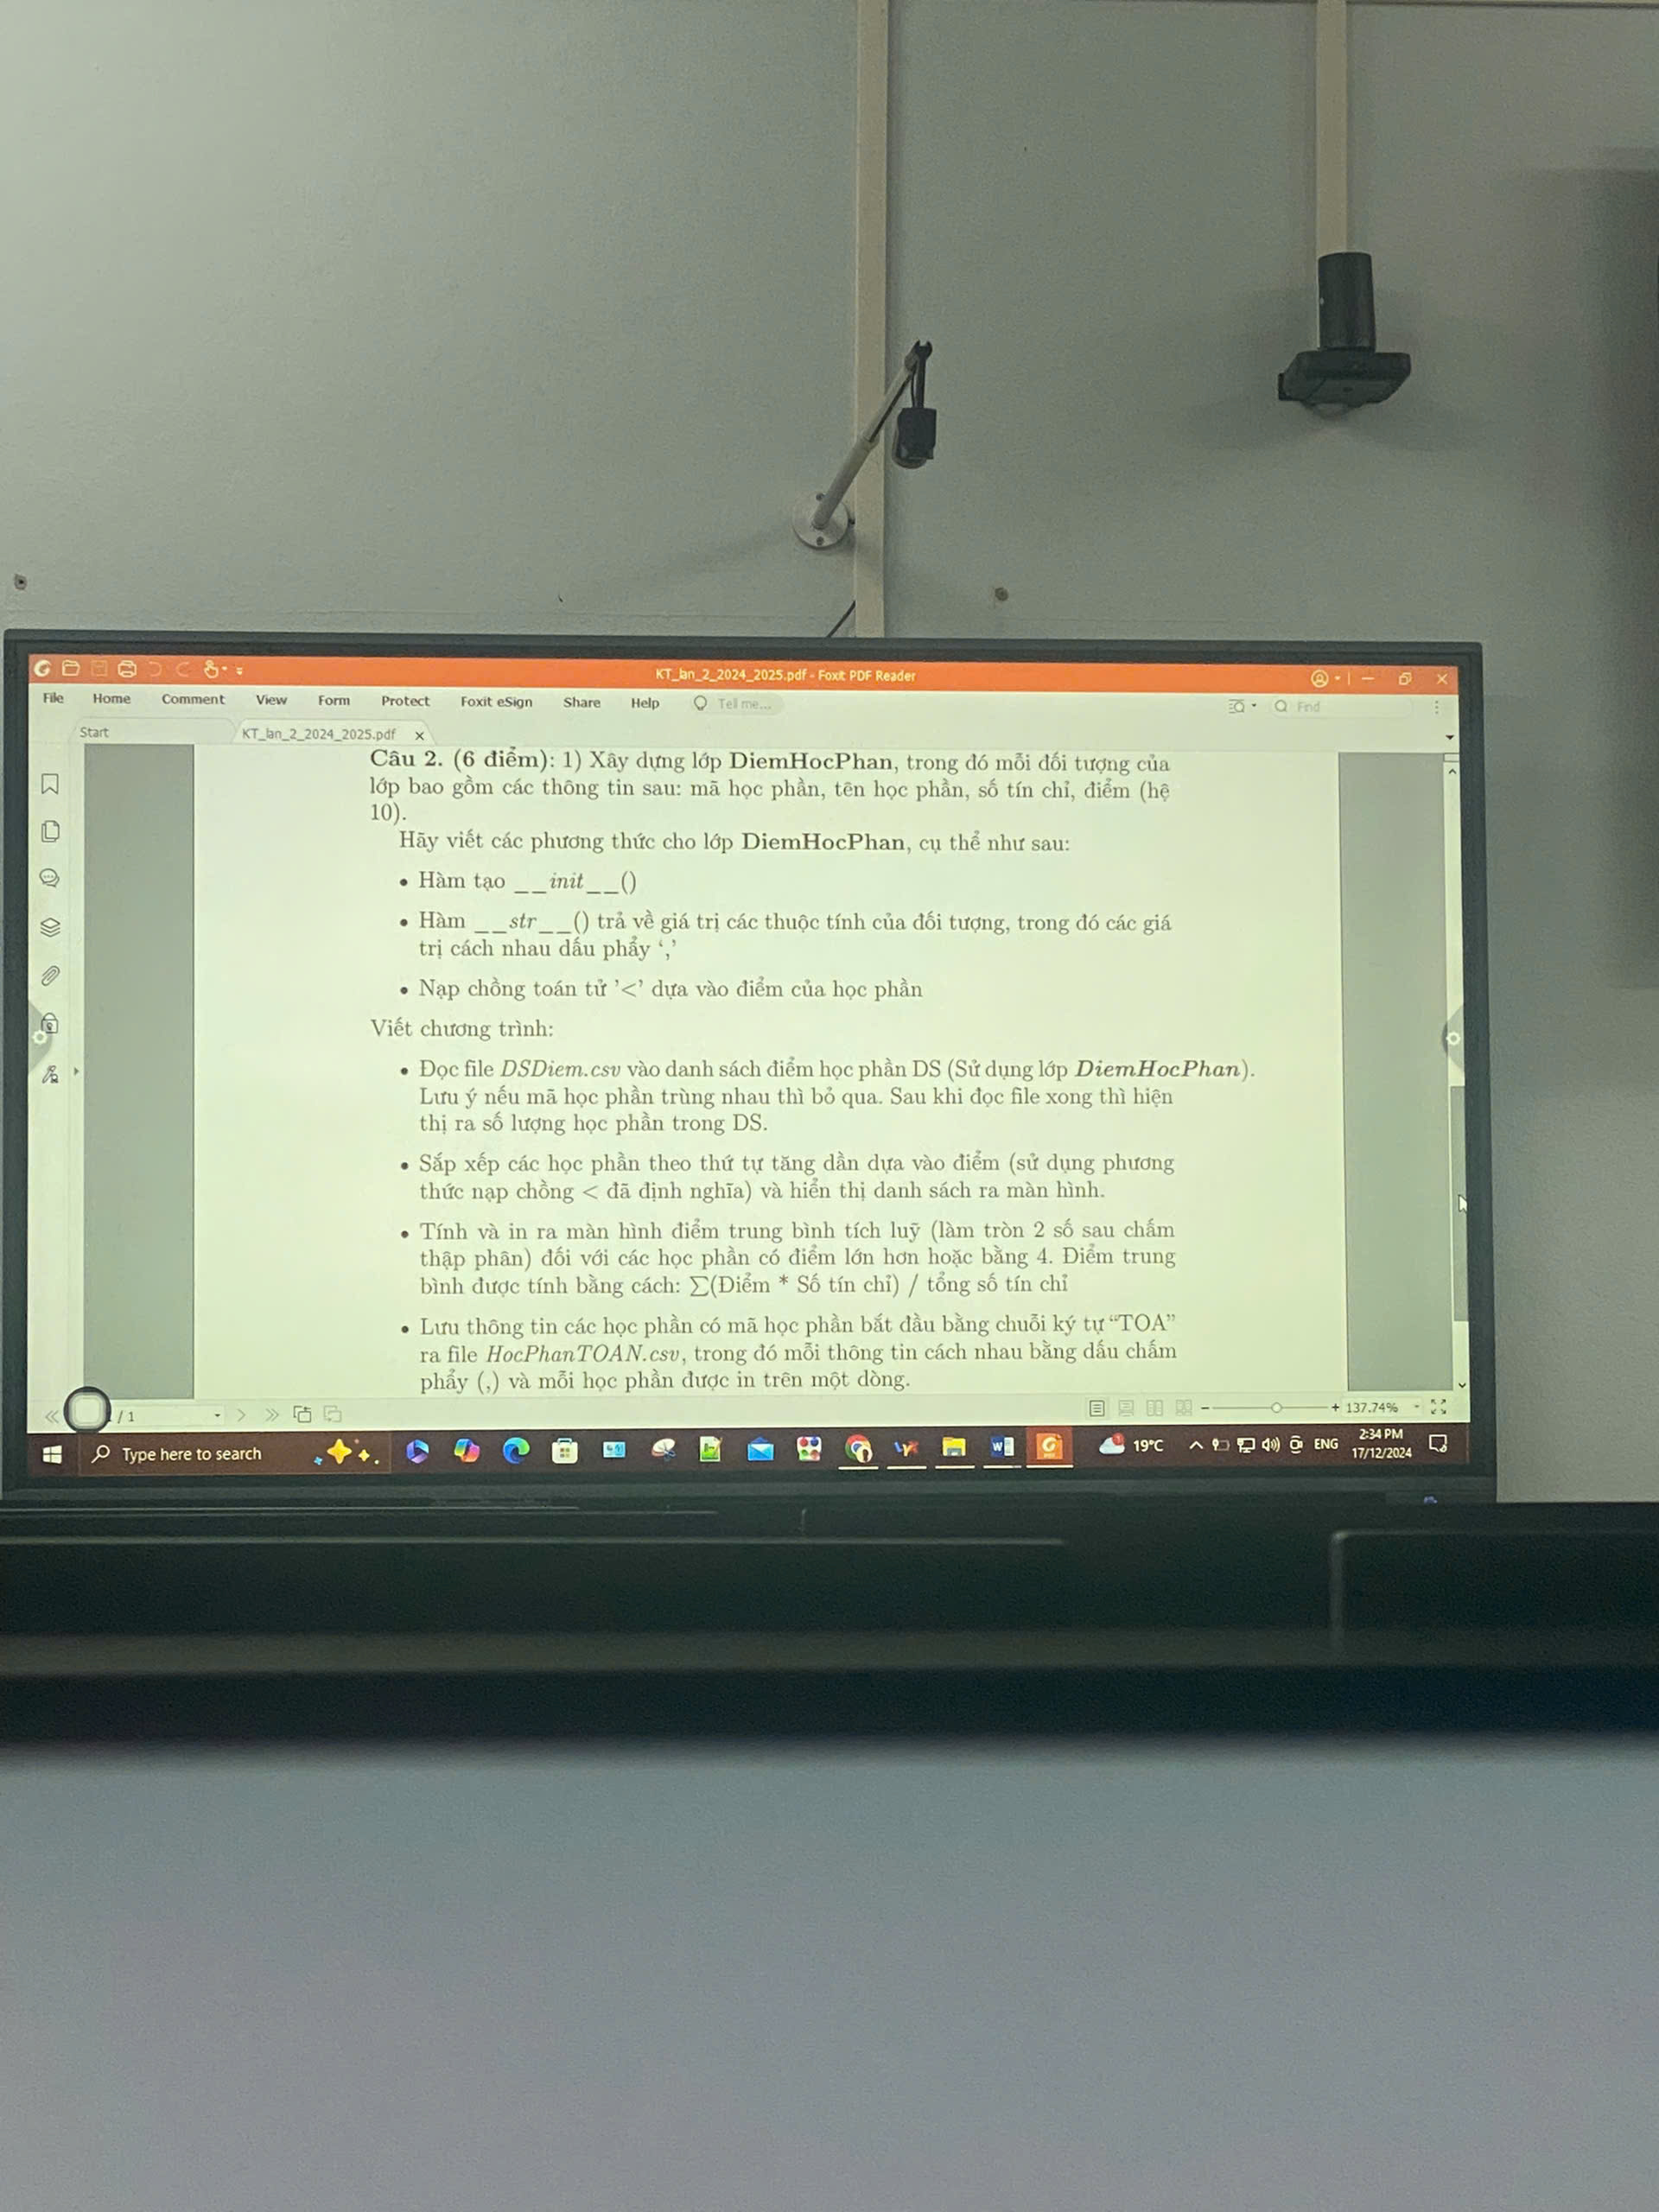 KT_lan_2_2024_2025.pdf - Foxit PDF Reader
File Home Comment View Form Protect Foxit eSign Share Help Tell me... Find
Start KT_lan_2_2024_2025.pdf
Câu 2. (6 điểm): 1) Xây dựng lớp DiemHocPhan, trong đó mỗi đối tượng của
lớp bao gồm các thông tin sau: mã học phần, tên học phần, số tín chỉ, điểm (hệ
10).
Hãy viết các phương thức cho lớp DiemHocPhan, cụ thể như sau:
• Hàm tạo __init__()
• Hàm __str__() trả về giá trị các thuộc tính của đối tượng, trong đó các giá
trị cách nhau dấu phẩy ‘,’
• Nạp chồng toán tử ’<’ dựa vào điểm của học phần
Viết chương trình:
• Đọc file DSDiem.csv vào danh sách điểm học phần DS (Sử dụng lớp DiemHocPhan).
Lưu ý nếu mã học phần trùng nhau thì bỏ qua. Sau khi đọc file xong thì hiện
thị ra số lượng học phần trong DS.
• Sắp xếp các học phần theo thứ tự tăng dần dựa vào điểm (sử dụng phương
thức nạp chồng < đã định nghĩa) và hiển thị danh sách ra màn hình.
• Tính và in ra màn hình điểm trung bình tích luỹ (làm tròn 2 số sau chấm
thập phân) đối với các học phần có điểm lớn hơn hoặc bằng 4. Điểm trung
bình được tính bằng cách: ∑(Điểm * Số tín chỉ) / tổng số tín chỉ
• Lưu thông tin các học phần có mã học phần bắt đầu bằng chuỗi ký tự “TOA”
ra file HocPhanTOAN.csv, trong đó mỗi thông tin cách nhau bằng dấu chấm
phẩy (,) và mỗi học phần được in trên một dòng.
/ 1 137.74%
Type here to search 19°C ENG 2:34 PM
17/12/2024